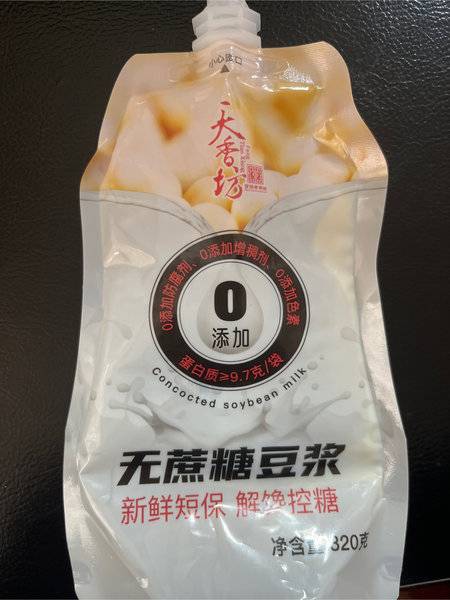 小心盗口
天香坊
0添加防腐剂、0添加增稠剂、0添加色素
0
添加
蛋白质≥9.7克/袋
Concocted soybean milk
无蔗糖豆浆
新鲜短保 解馋控糖
净含量:320克